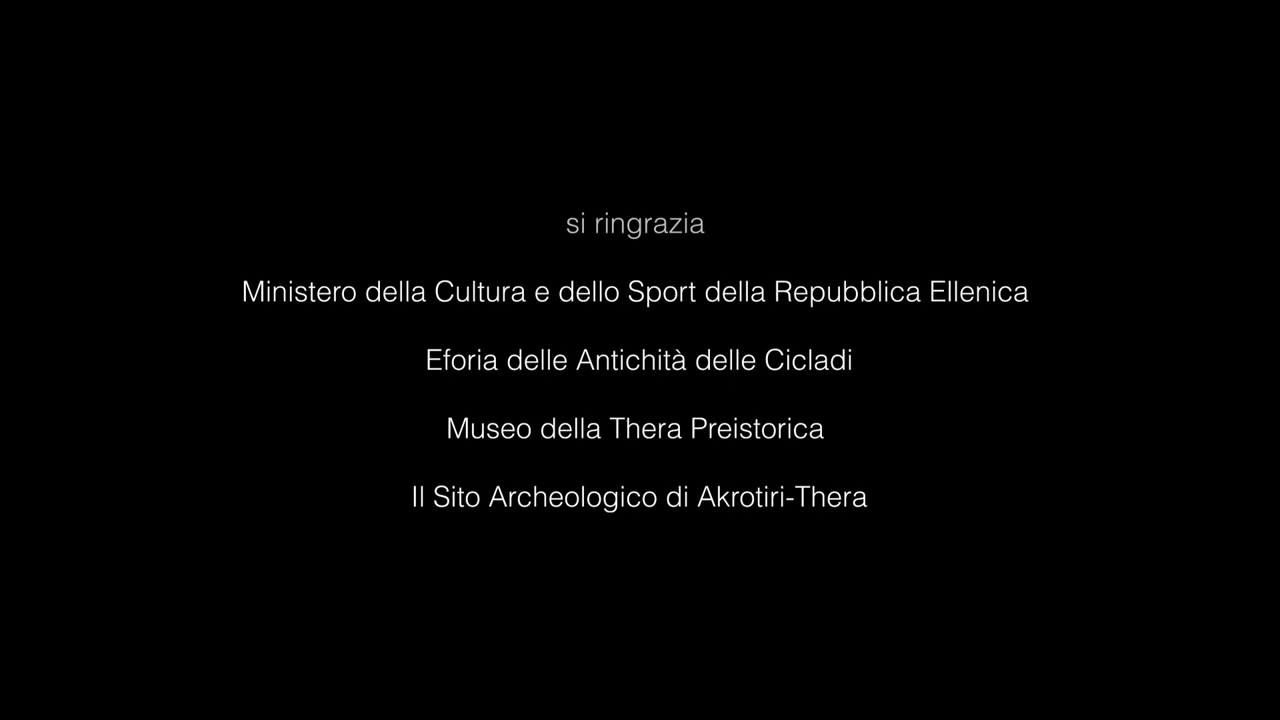 si ringrazia
Ministero della Cultura e dello Sport della Repubblica Ellenica
Eforia delle Antichità delle Cicladi
Museo della Thera Preistorica
Il Sito Archeologico di Akrotiri-Thera